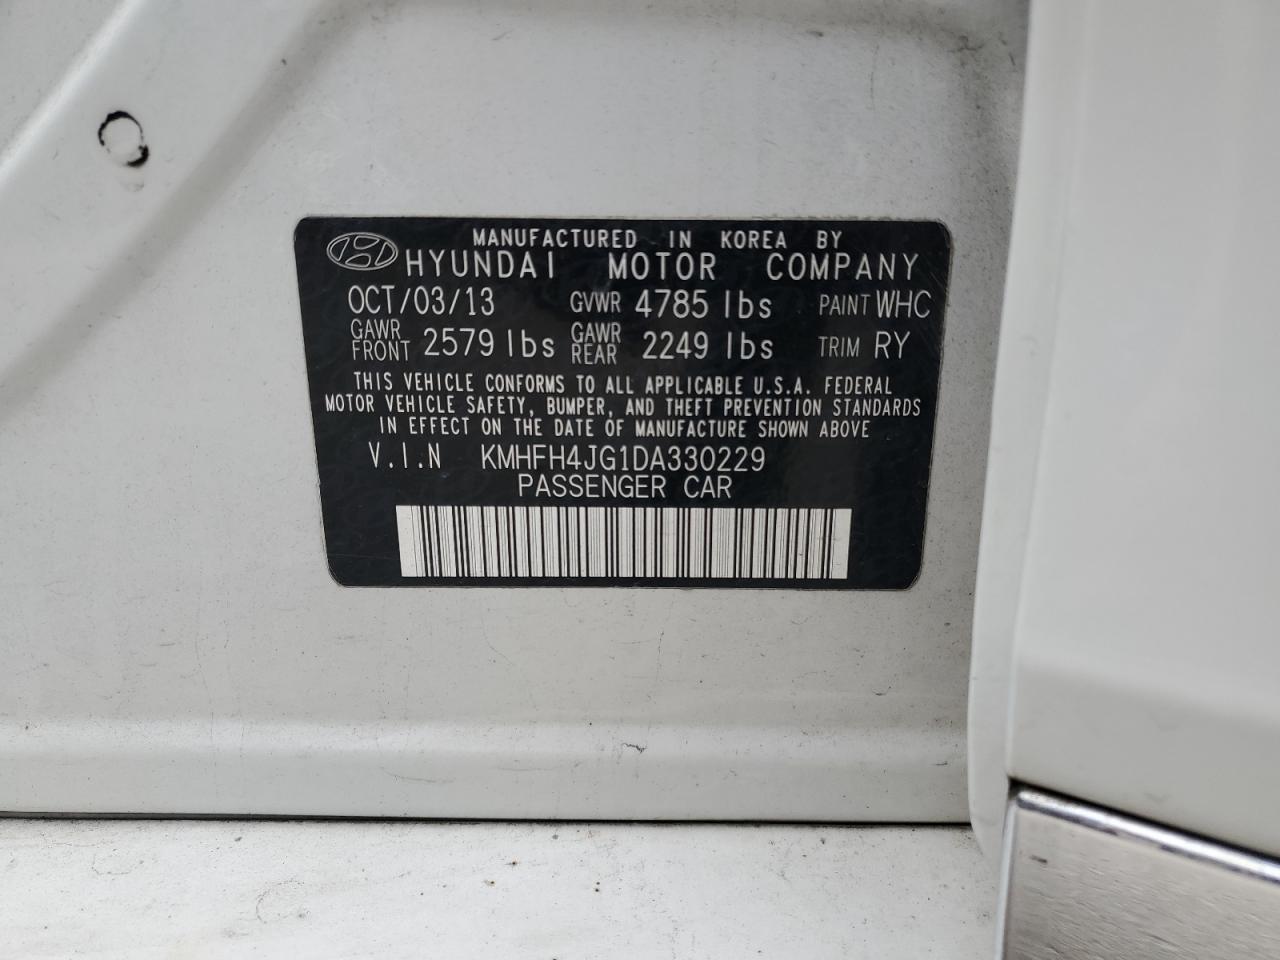 MANUFACTURED IN KOREA BY
HYUNDAI MOTOR COMPANY
OCT/03/13 GVWR 4785 lbs PAINT WHC
GAWR FRONT 2579 lbs GAWR REAR 2249 lbs TRIM RY
THIS VEHICLE CONFORMS TO ALL APPLICABLE U.S.A. FEDERAL
MOTOR VEHICLE SAFETY, BUMPER, AND THEFT PREVENTION STANDARDS
IN EFFECT ON THE DATE OF MANUFACTURE SHOWN ABOVE
V.I.N KMHFH4JG1DA330229
PASSENGER CAR